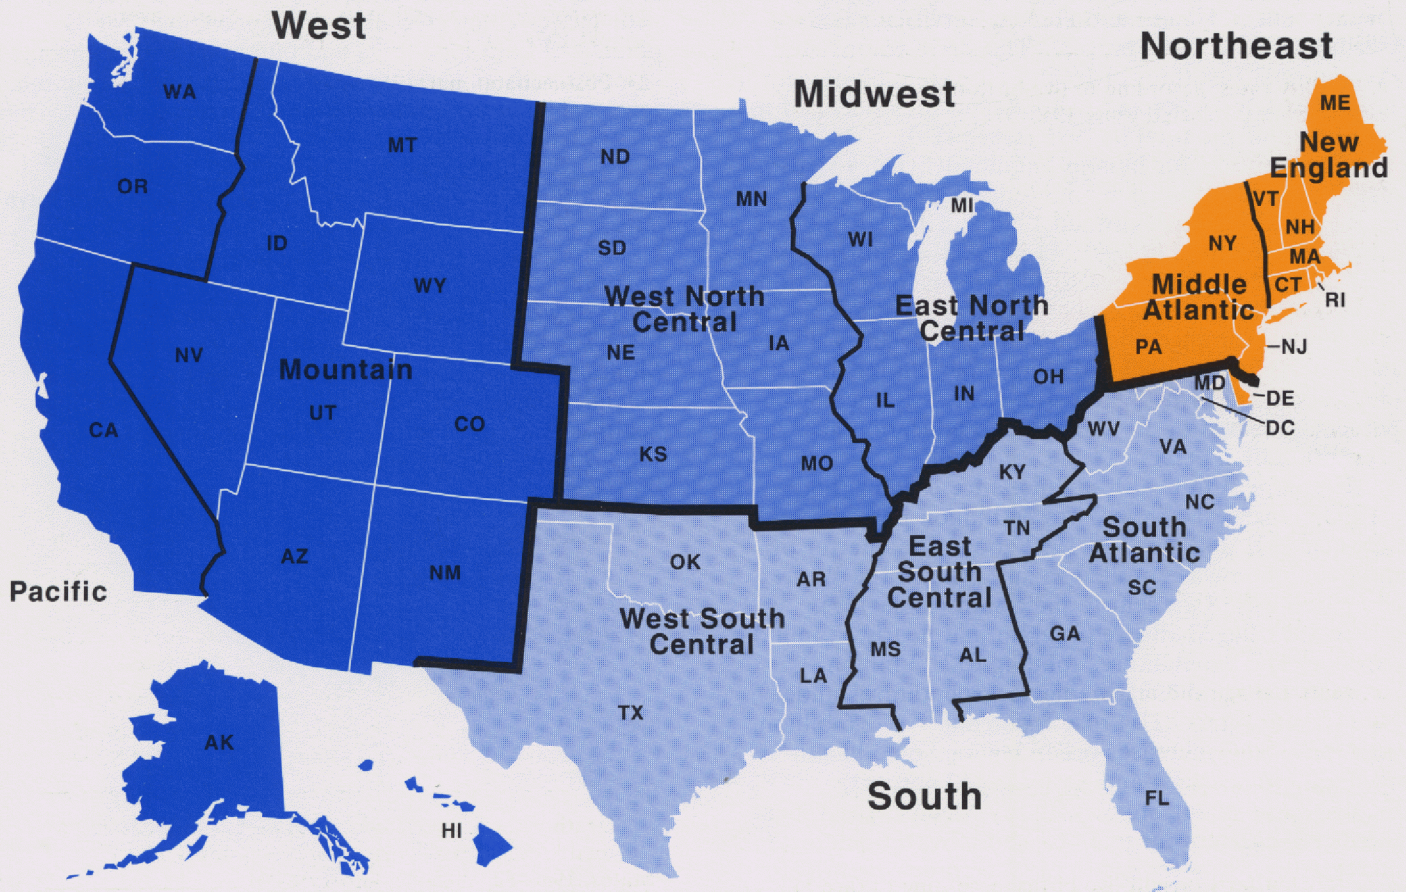 West
Northeast
Midwest
ME
New
England
WA
MT
ND
OR
MN
VT
MI
NH
ID
SD
WI
NY
MA
WY
Middle
Atlantic
CT
RI
West North
Central
East North
Central
NV
NE
IA
PA
NJ
Mountain
OH
MD
UT
IL
IN
DE
CO
CA
WV
DC
KS
MO
KY
VA
NC
TN
South
Atlantic
AZ
NM
OK
AR
East
South
Central
SC
Pacific
West South
Central
GA
MS
AL
LA
TX
AK
South
FL
HI